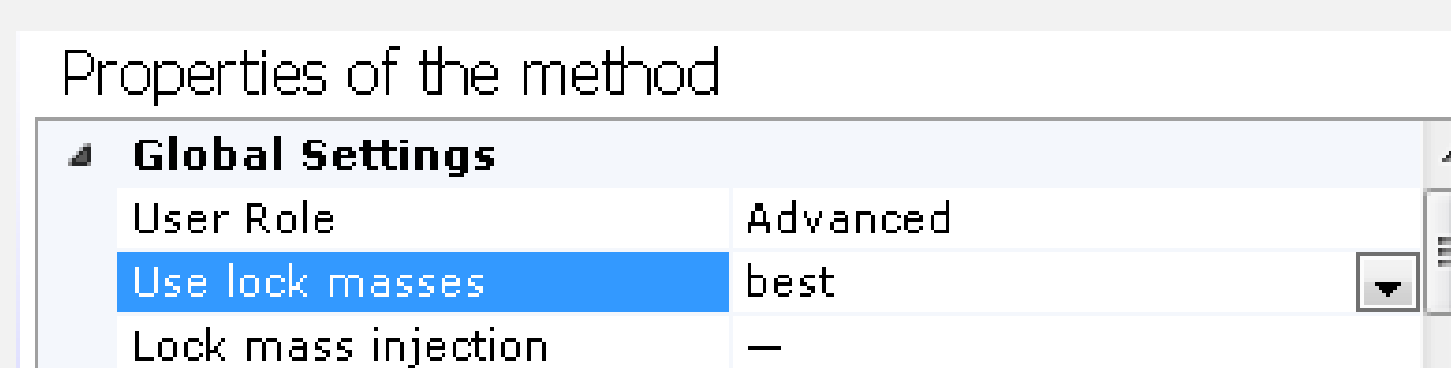 Properties of the method
Global Settings
User Role Advanced
Use lock masses best
Lock mass injection —